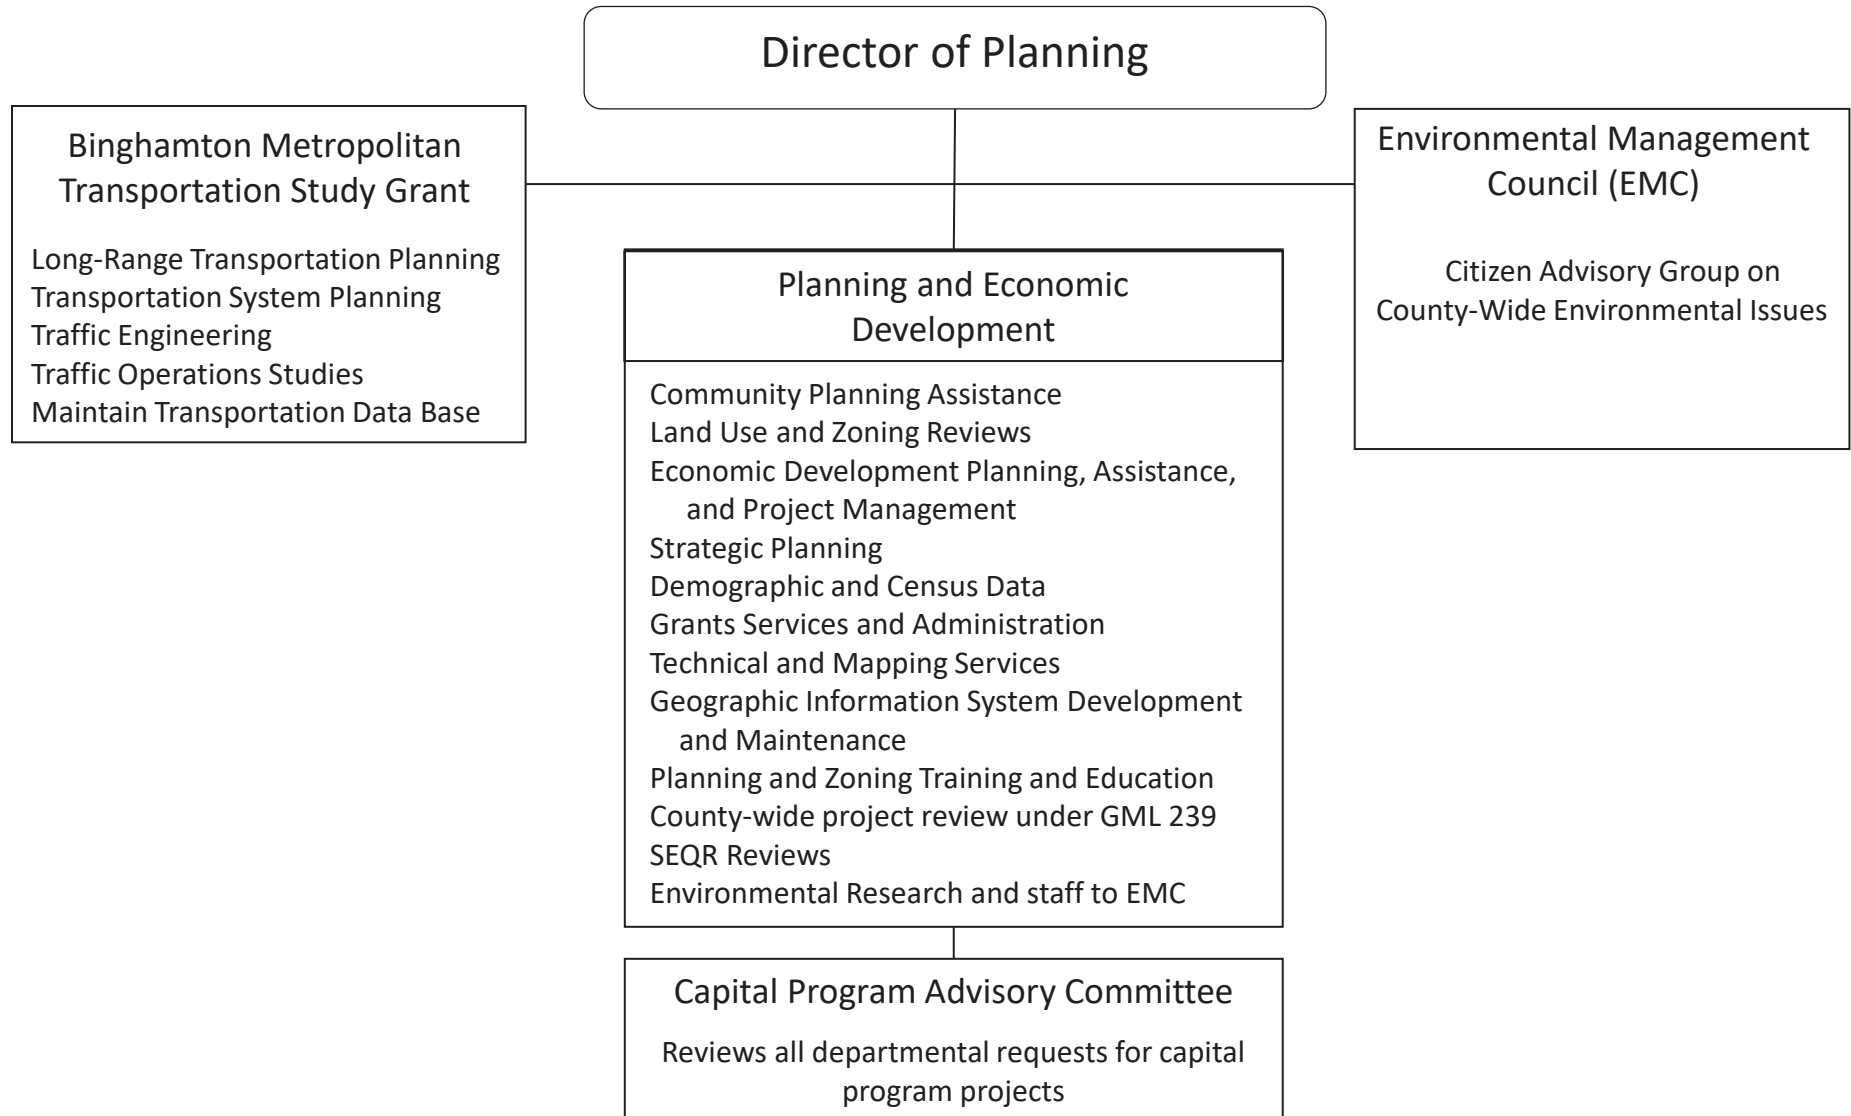 Director of Planning
Binghamton Metropolitan
Transportation Study Grant
Long-Range Transportation Planning
Transportation System Planning
Traffic Engineering
Traffic Operations Studies
Maintain Transportation Data Base
Environmental Management
Council (EMC)
Citizen Advisory Group on
County-Wide Environmental Issues
Planning and Economic
Development
Community Planning Assistance
Land Use and Zoning Reviews
Economic Development Planning, Assistance,
and Project Management
Strategic Planning
Demographic and Census Data
Grants Services and Administration
Technical and Mapping Services
Geographic Information System Development
and Maintenance
Planning and Zoning Training and Education
County-wide project review under GML 239
SEQR Reviews
Environmental Research and staff to EMC
Capital Program Advisory Committee
Reviews all departmental requests for capital
program projects